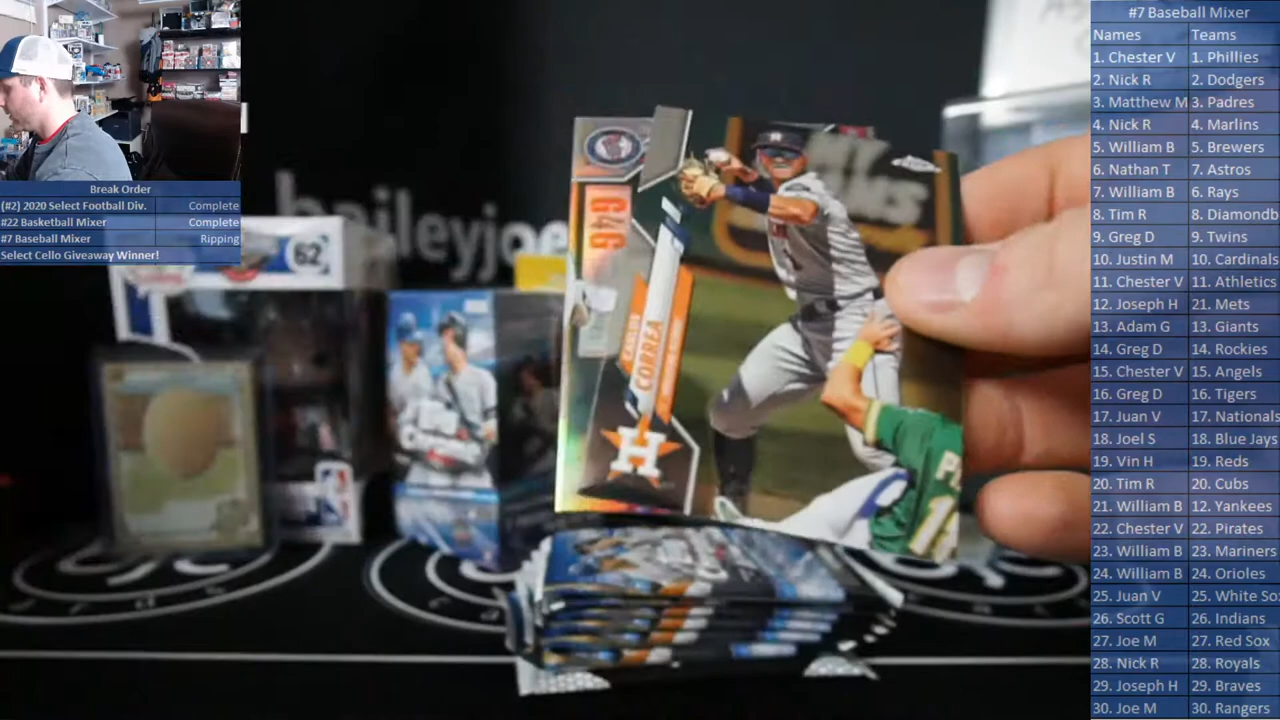 Break Order
(#2) 2020 Select Football Div. Complete
#22 Basketball Mixer Complete
#7 Baseball Mixer Ripping
Select Cello Giveaway Winner!
baileyjo
62
CARLOS
CORREA
H
#7 Baseball Mixer
Names Teams
1. Chester V 1. Phillies
2. Nick R 2. Dodgers
3. Matthew M 3. Padres
4. Nick R 4. Marlins
5. William B 5. Brewers
6. Nathan T 7. Astros
7. William B 6. Rays
8. Tim R 8. Diamondb
9. Greg D 9. Twins
10. Justin M 10. Cardinals
11. Chester V 11. Athletics
12. Joseph H 21. Mets
13. Adam G 13. Giants
14. Greg D 14. Rockies
15. Chester V 15. Angels
16. Greg D 16. Tigers
17. Juan V 17. Nationals
18. Joel S 18. Blue Jays
19. Vin H 19. Reds
20. Tim R 20. Cubs
21. William B 12. Yankees
22. Chester V 22. Pirates
23. William B 23. Mariners
24. William B 24. Orioles
25. Juan V 25. White Sox
26. Scott G 26. Indians
27. Joe M 27. Red Sox
28. Nick R 28. Royals
29. Joseph H 29. Braves
30. Joe M 30. Rangers